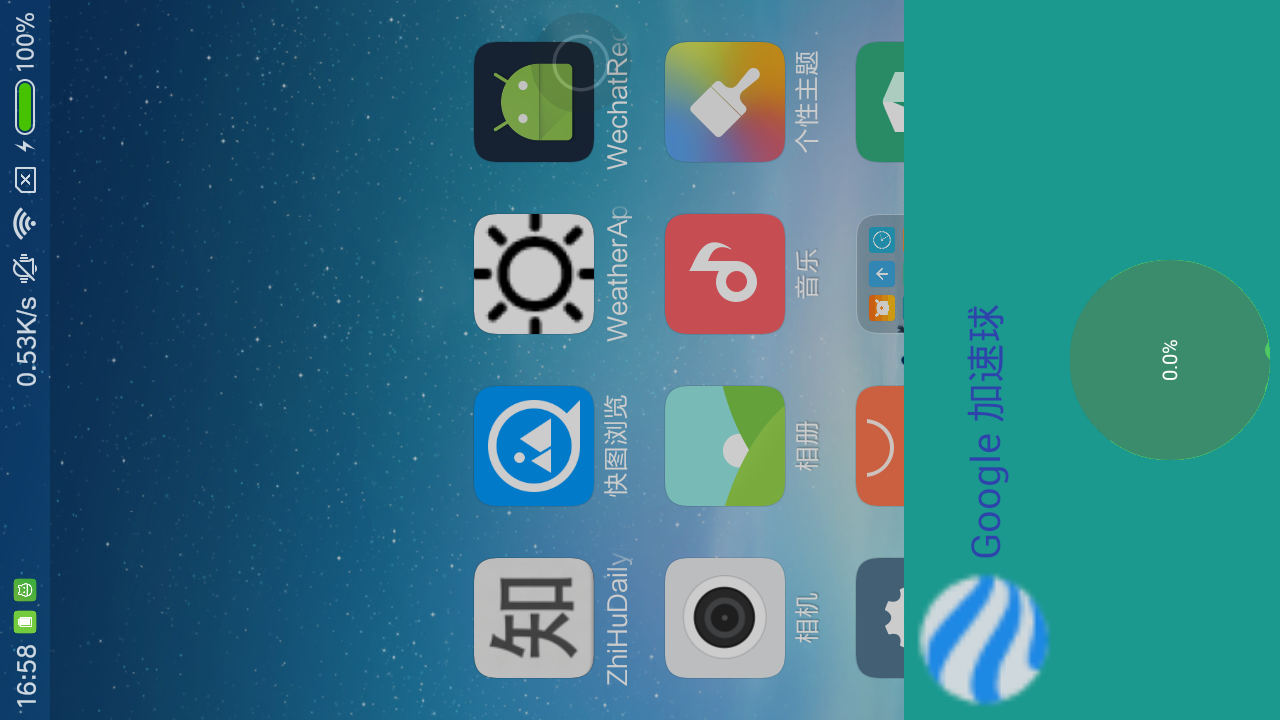 16:58
0.53K/s
100%
知
ZhiHuDaily
快图浏览
WeatherAp
WechatRec
相机
相册
音乐
个性主题
Google 加速球
0.0%